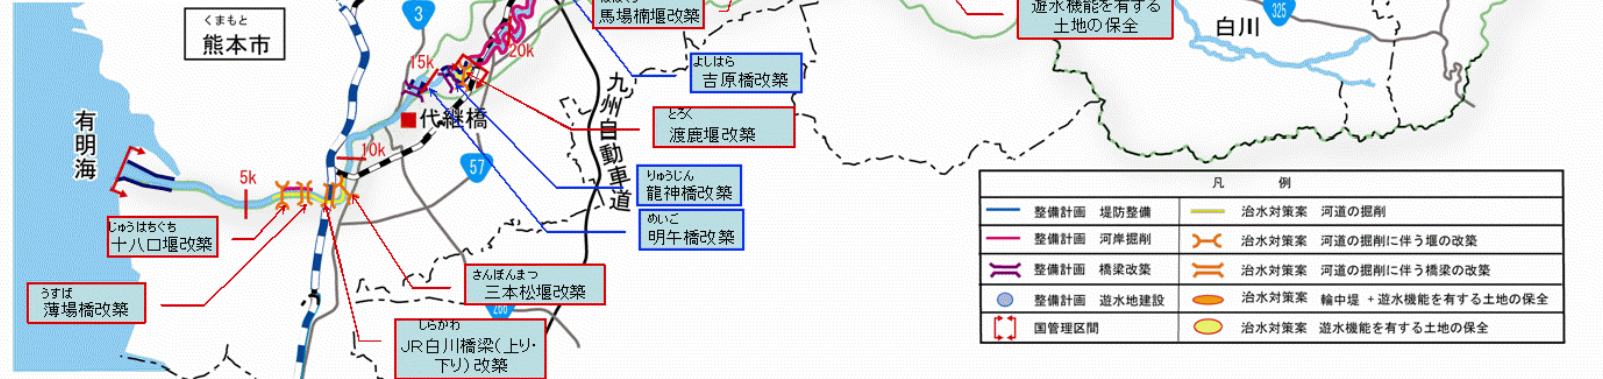 くまもと
熊本市
3
馬場楠堰改築
遊水機能を有する
土地の保全
325
白川
20k
15k
よしはら
吉原橋改築
九州自動車道
代継橋
とろく
渡鹿堰改築
有明海
10k
57
5k
りゅうじん
龍神橋改築
めいご
明午橋改築
じゅうはちぐち
十八口堰改築
さんぼんまつ
三本松堰改築
うすば
薄場橋改築
しらかわ
JR白川橋梁(上り・
下り)改築
凡 例
整備計画 堤防整備
治水対策案 河道の掘削
整備計画 河岸掘削
治水対策案 河道の掘削に伴う堰の改築
整備計画 橋梁改築
治水対策案 河道の掘削に伴う橋梁の改築
整備計画 遊水地建設
治水対策案 輪中堤 +遊水機能を有する土地の保全
国管理区間
治水対策案 遊水機能を有する土地の保全